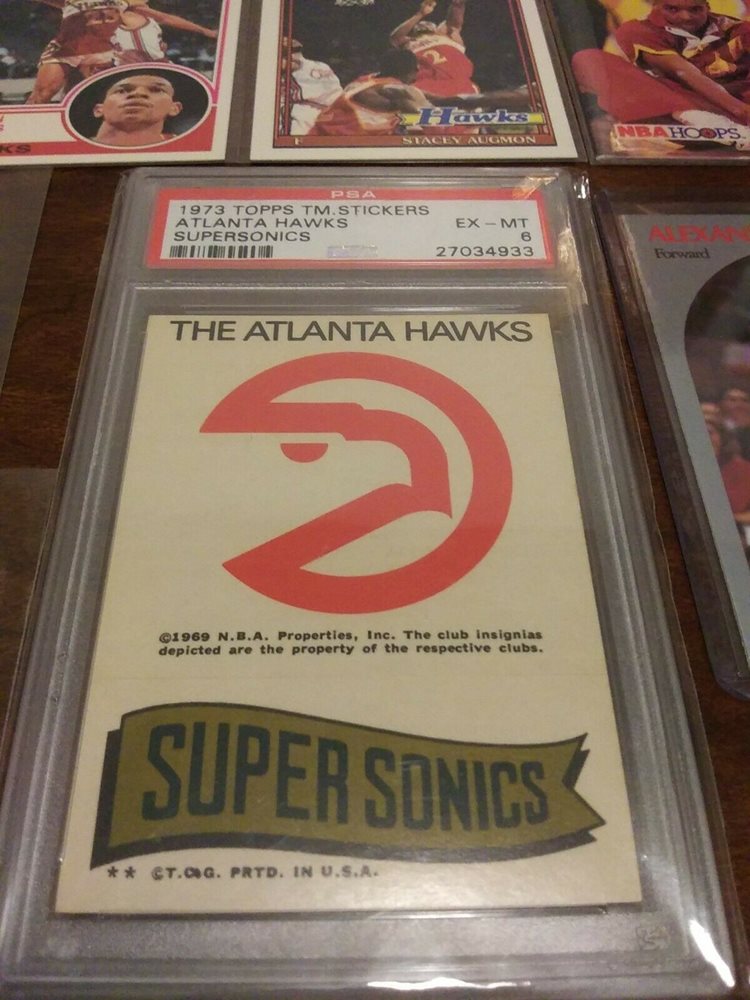 KS
Hawks
F STACEY AUGMON
NBA HOOPS
PSA
1973 TOPPS TM.STICKERS
ATLANTA HAWKS EX - MT
SUPERSONICS 6
27034933
ALEXAN
Forward
THE ATLANTA HAWKS
©1969 N.B.A. Properties, Inc. The club insignias
depicted are the property of the respective clubs.
SUPER SONICS
** ©T.C.G. PRTD. IN U.S.A.